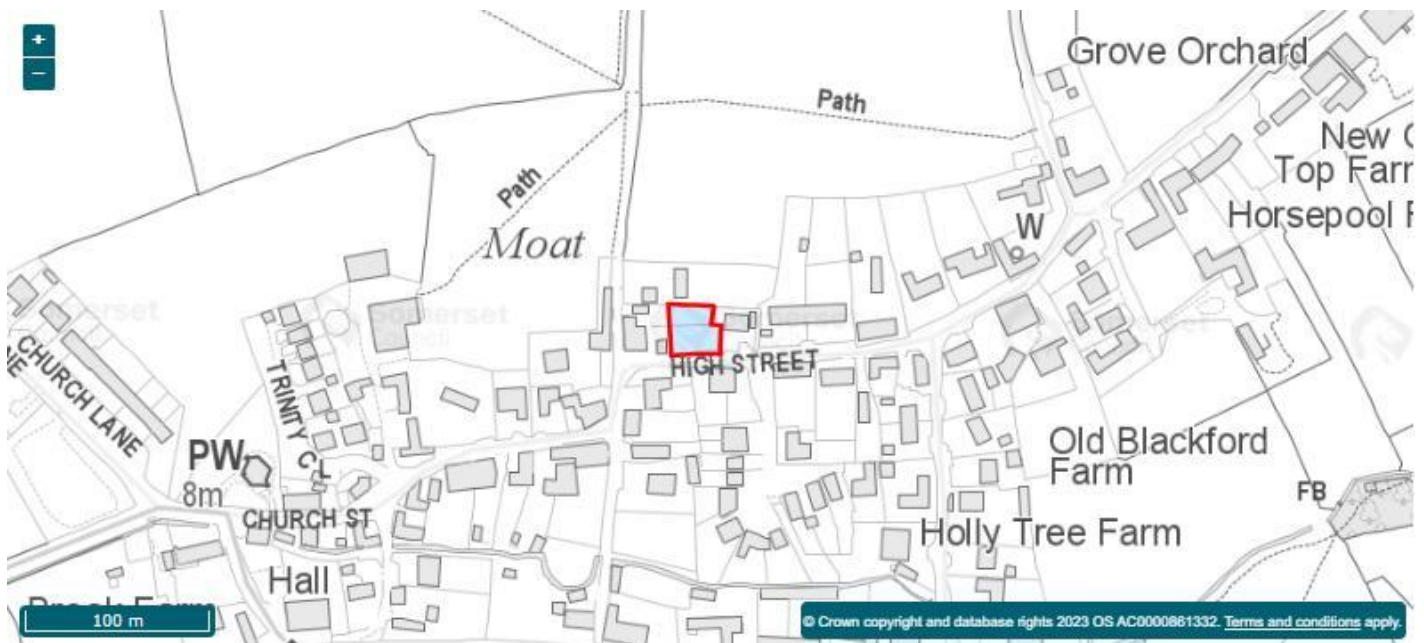 +
−
Grove Orchard
Path
New
Top Farm
Horsepool
Path
W
Moat
Somerset
Council
Somerset
HIGH STREET
CHURCH LANE
TRINITY CL
Old Blackford
Farm
PW
8m
FB
CHURCH ST
Holly Tree Farm
Hall
100 m
© Crown copyright and database rights 2023 OS AC0000861332. Terms and conditions apply.